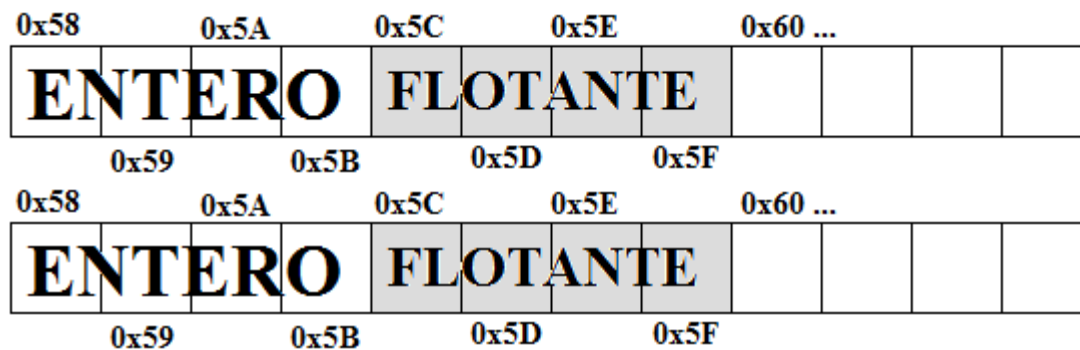 0x58 0x5A 0x5C 0x5E 0x60 ...
ENTERO FLOTANTE
0x59 0x5B 0x5D 0x5F
0x58 0x5A 0x5C 0x5E 0x60 ...
ENTERO FLOTANTE
0x59 0x5B 0x5D 0x5F